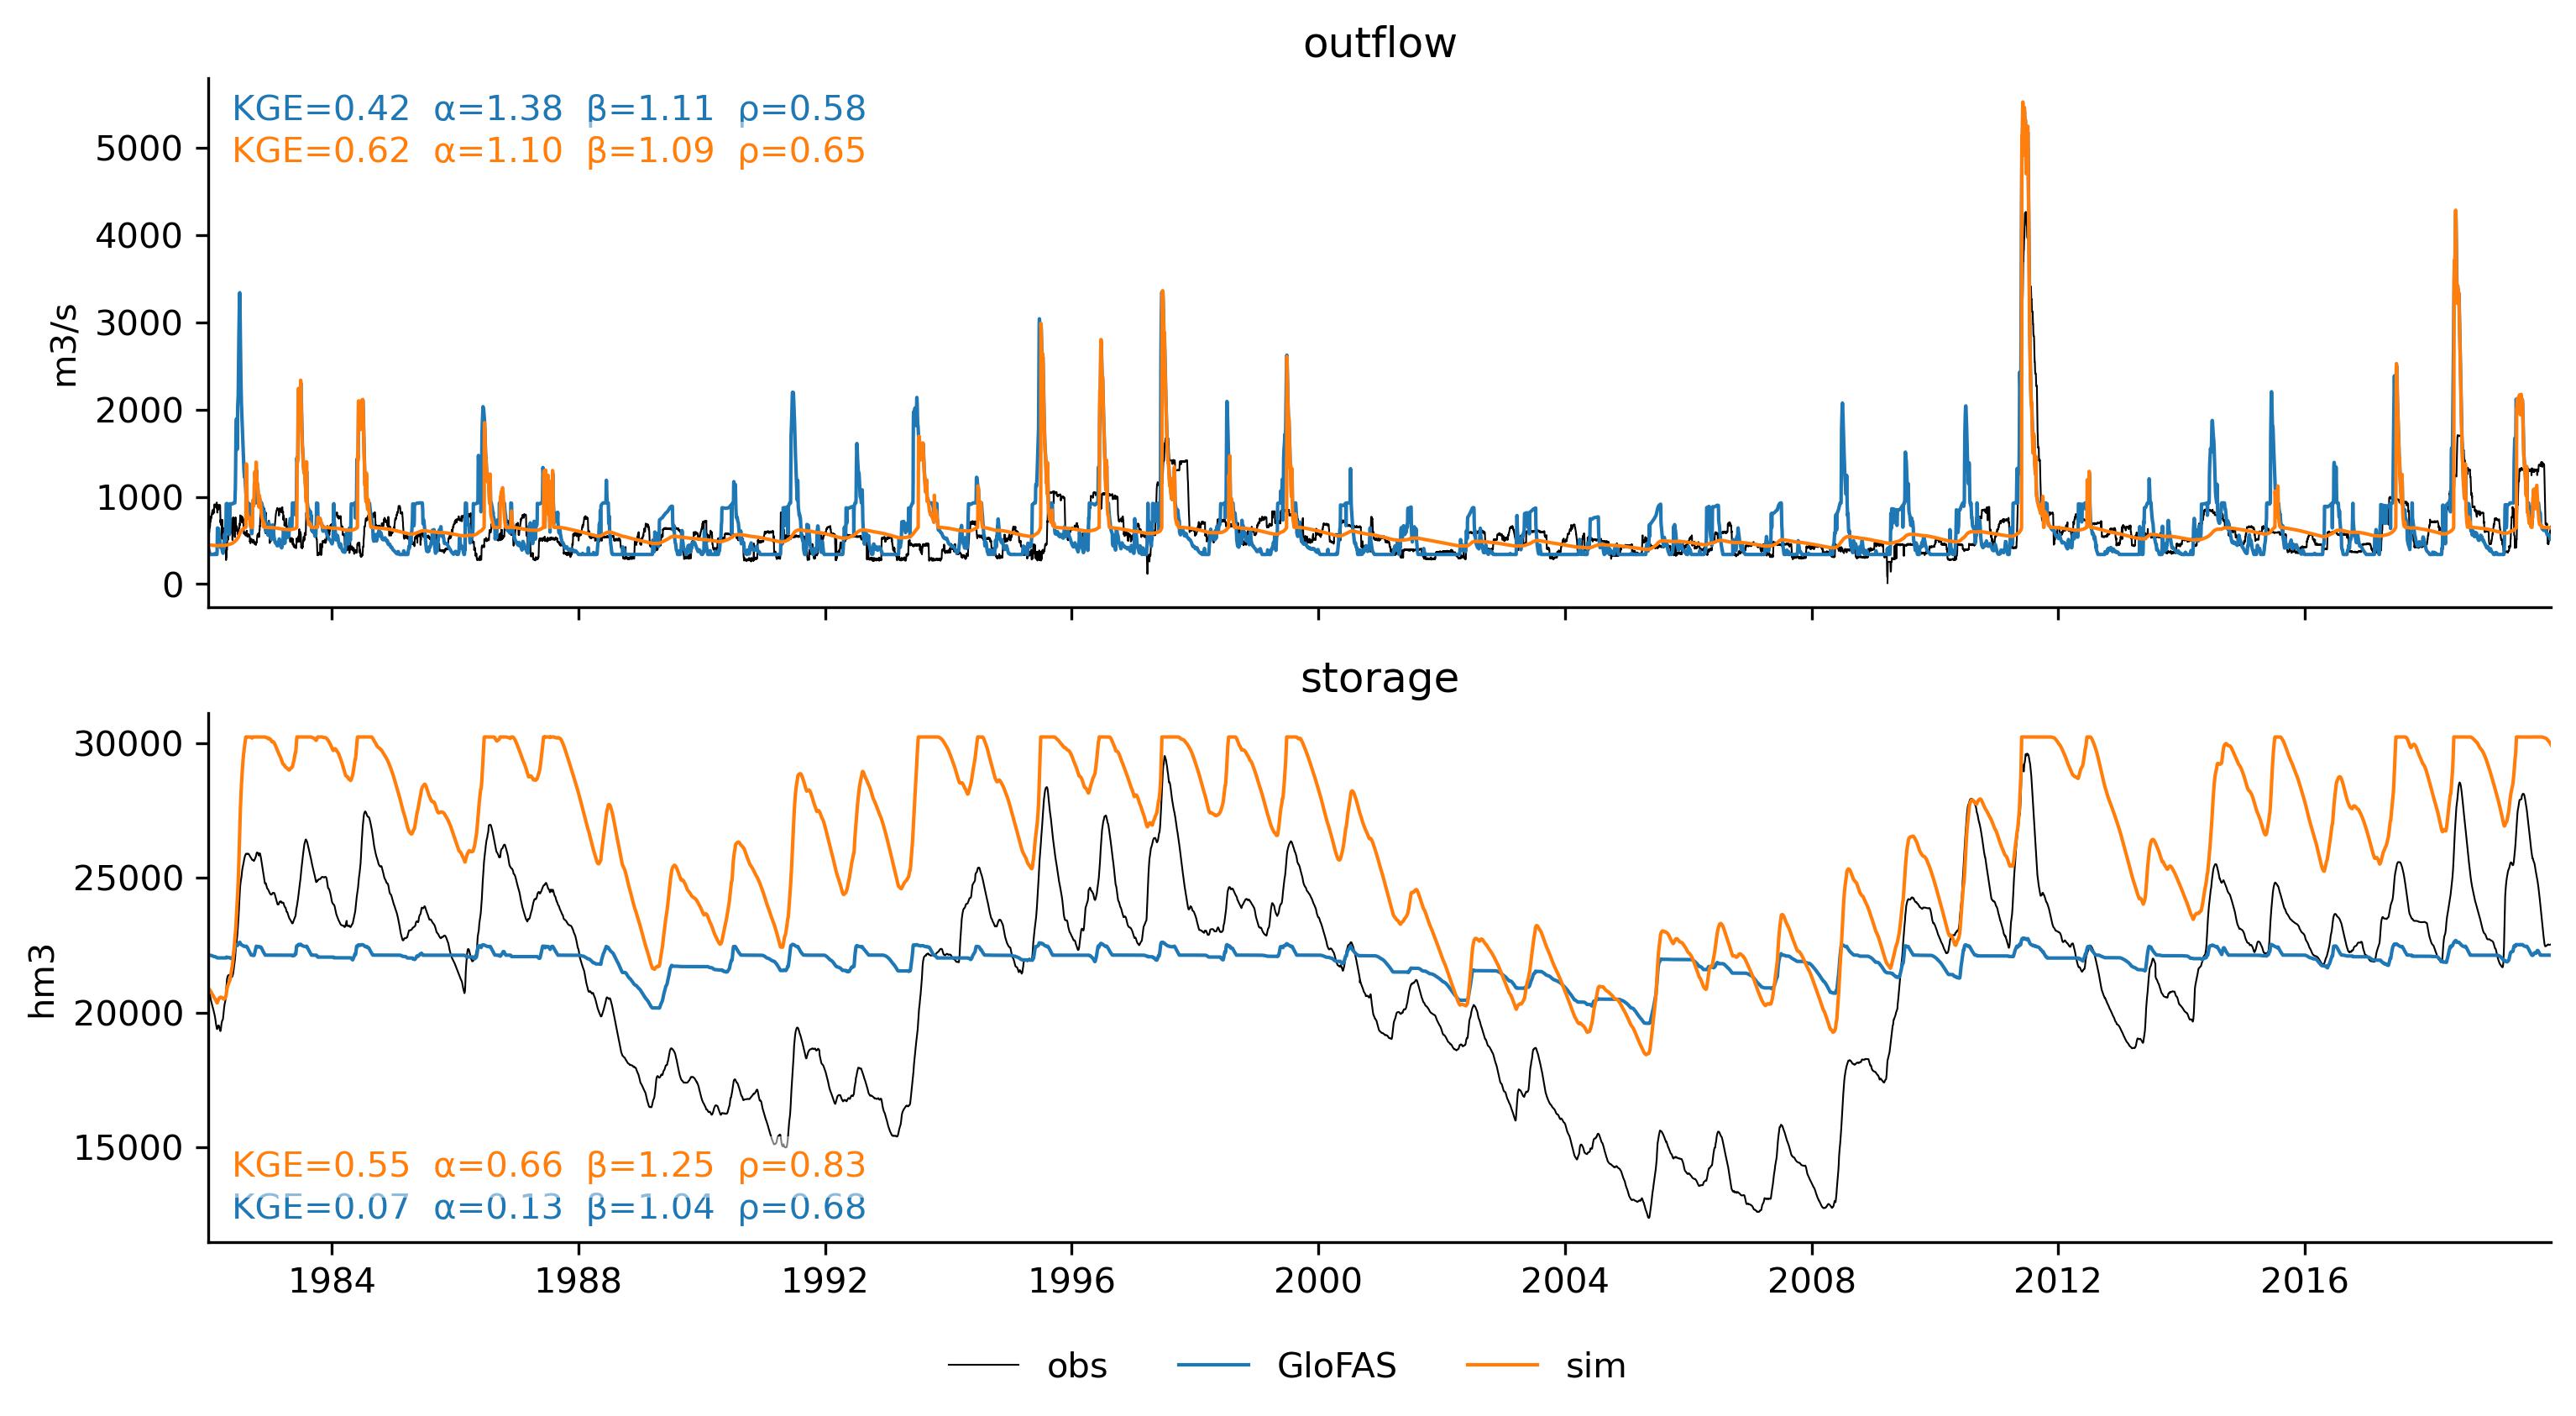 outflow
KGE=0.42 α=1.38 β=1.11 ρ=0.58
KGE=0.62 α=1.10 β=1.09 ρ=0.65
5000
4000
3000
2000
1000
0
m3/s
storage
30000
25000
20000
15000
hm3
KGE=0.55 α=0.66 β=1.25 ρ=0.83
KGE=0.07 α=0.13 β=1.04 ρ=0.68
1984 1988 1992 1996 2000 2004 2008 2012 2016
obs GloFAS sim